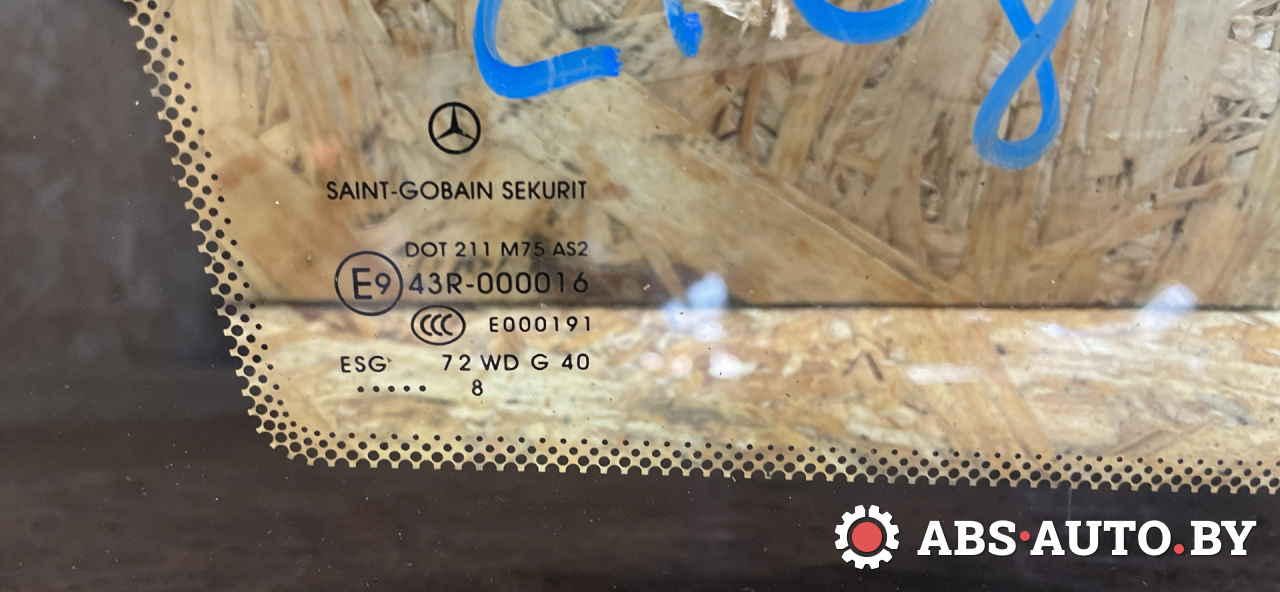 SAINT-GOBAIN SEKURIT
DOT 211 M75 AS2
E9 43R-000016
CCC E000191
ESG 72 WD G 40
..... 8
ABS·AUTO.BY